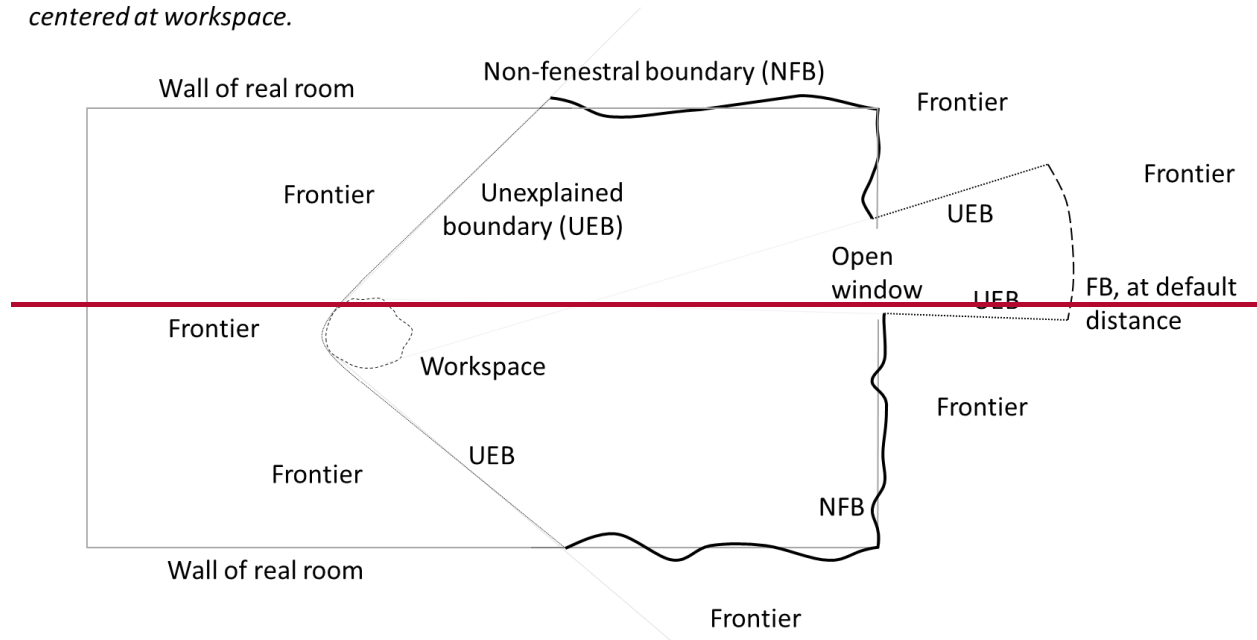 centered at workspace.
Non-fenestral boundary (NFB)
Wall of real room
Frontier
Frontier
Frontier
Unexplained
boundary (UEB)
UEB
Open
window
UEB
FB, at default
distance
Frontier
Workspace
Frontier
UEB
Frontier
NFB
Wall of real room
Frontier